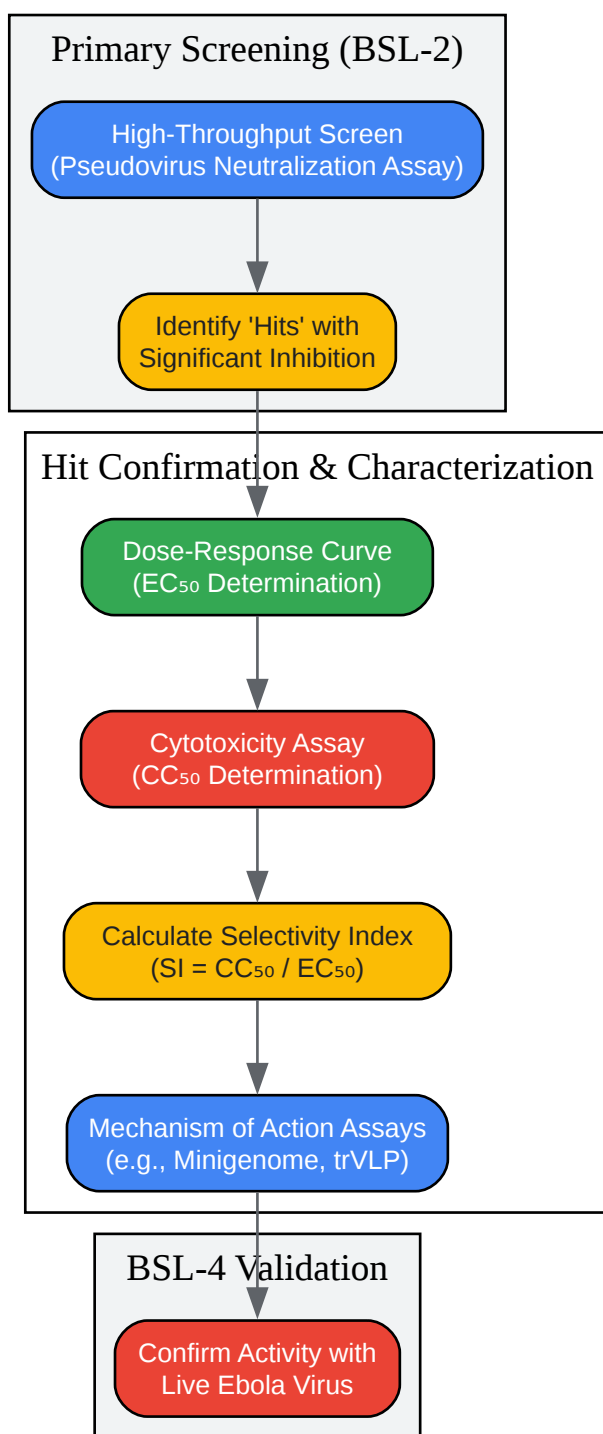 Primary Screening (BSL-2)
High-Throughput Screen
(Pseudovirus Neutralization Assay)
Identify 'Hits' with
Significant Inhibition
Hit Confirmation & Characterization
Dose-Response Curve
(EC₅₀ Determination)
Cytotoxicity Assay
(CC₅₀ Determination)
Calculate Selectivity Index
(SI = CC₅₀ / EC₅₀)
Mechanism of Action Assays
(e.g., Minigenome, trVLP)
BSL-4 Validation
Confirm Activity with
Live Ebola Virus